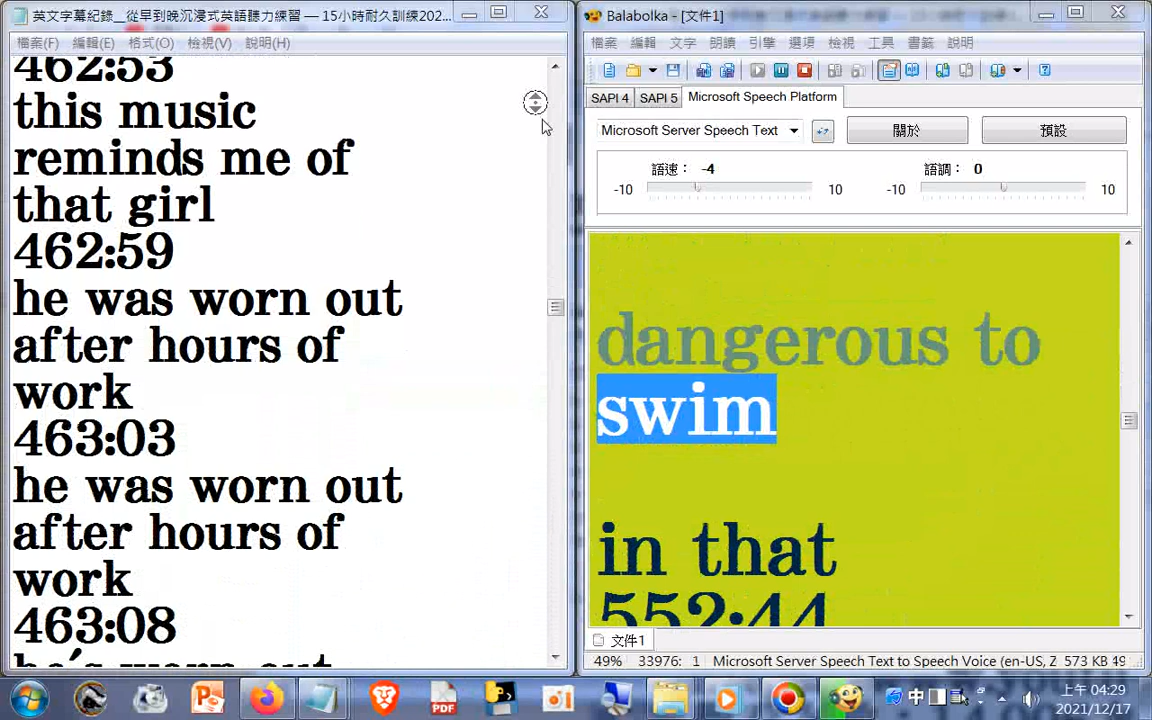 英文字幕紀錄__從早到晚沉浸式英語聽力練習 — 15小時耐久訓練202...
檔案(F) 編輯(E) 格式(O) 檢視(V) 說明(H)
462:53
this music
reminds me of
that girl
462:59
he was worn out
after hours of
work
463:03
he was worn out
after hours of
work
463:08
he's worn out
Balabolka - [文件1]
檔案 編輯 文字 朗讀 引擎 選項 檢視 工具 書籤 說明
SAPI 4 SAPI 5 Microsoft Speech Platform
Microsoft Server Speech Text 關於 預設
語速： -4 語調： 0
-10 10 -10 10
dangerous to
swim
in that
552:44
文件1
49% 33976: 1 Microsoft Server Speech Text to Speech Voice (en-US, Z 573 KB 49
PDF 中 上午 04:29
2021/12/17